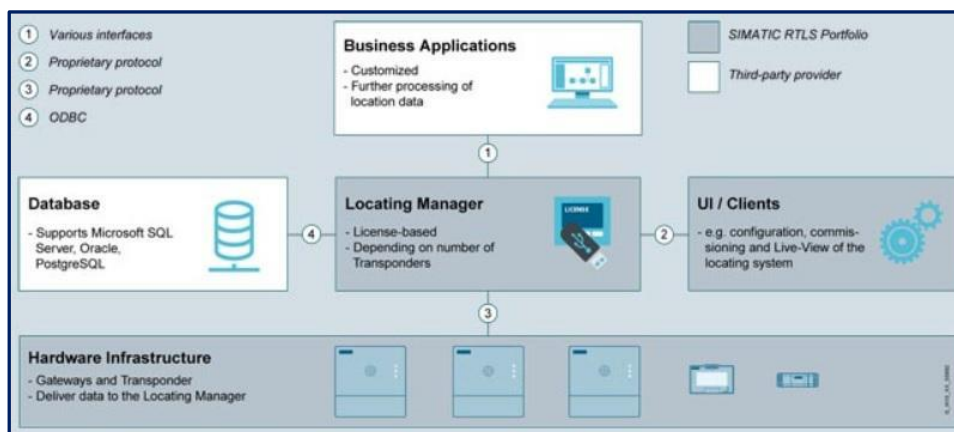 1 Various interfaces
2 Proprietary protocol
3 Proprietary protocol
4 ODBC
Business Applications
- Customized
- Further processing of
location data
SIMATIC RTLS Portfolio
Third-party provider
1
Database
- Supports Microsoft SQL
Server, Oracle,
PostgreSQL
4
Locating Manager
- License-based
- Depending on number of
Transponders
LICENSE
2
UI / Clients
- e.g. configuration, commis-
sioning and Live-View of the
locating system
3
Hardware Infrastructure
- Gateways and Transponder
- Deliver data to the Locating Manager